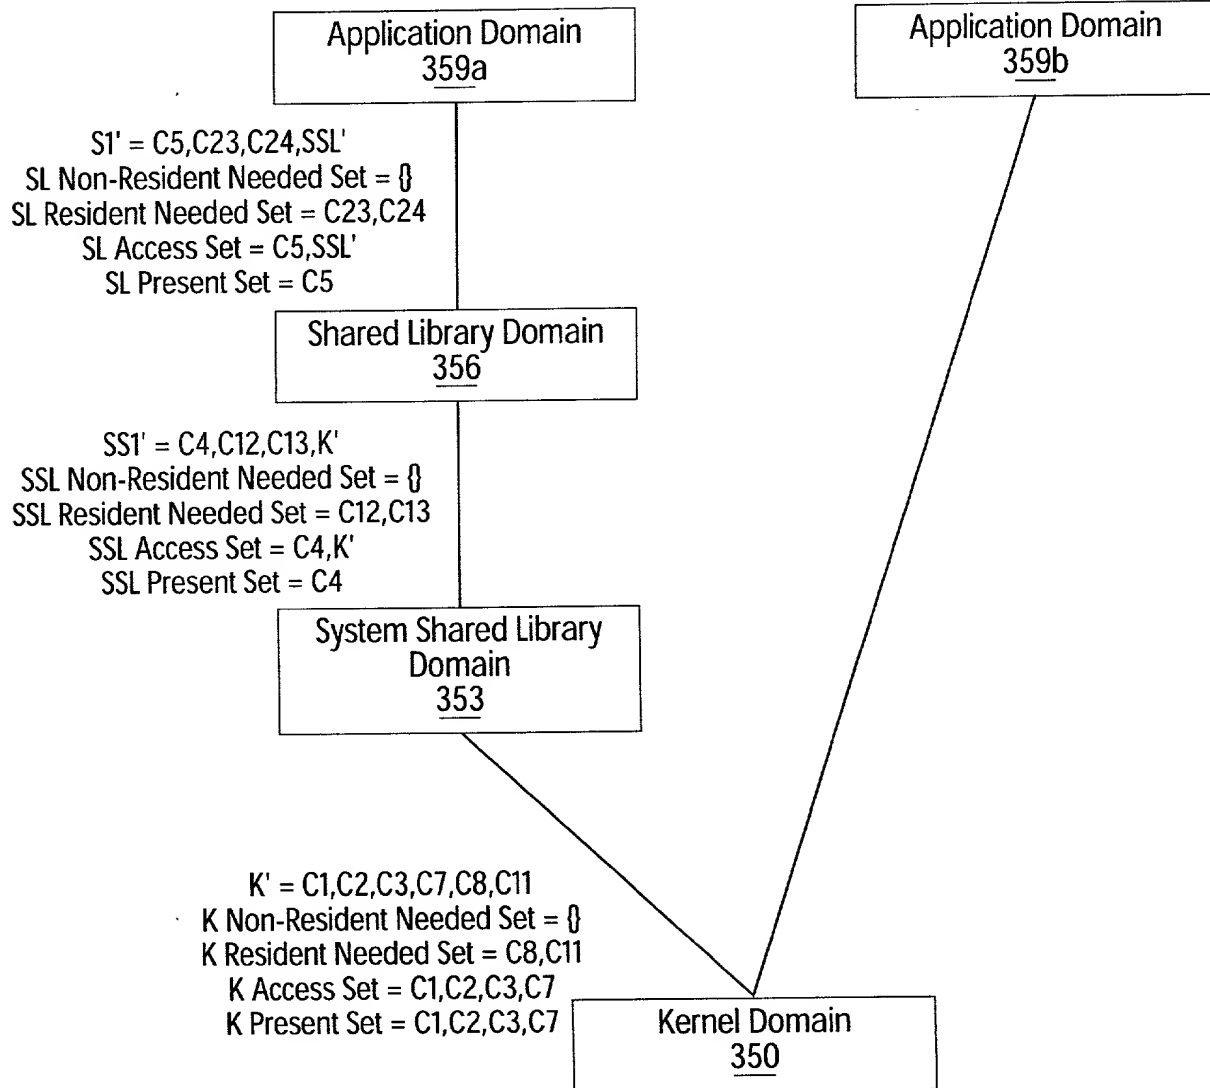 Application Domain
359a
Application Domain
359b
S1' = C5,C23,C24,SSL'
SL Non-Resident Needed Set = {}
SL Resident Needed Set = C23,C24
SL Access Set = C5,SSL'
SL Present Set = C5
Shared Library Domain
356
SS1' = C4,C12,C13,K'
SSL Non-Resident Needed Set = {}
SSL Resident Needed Set = C12,C13
SSL Access Set = C4,K'
SSL Present Set = C4
System Shared Library
Domain
353
K' = C1,C2,C3,C7,C8,C11
K Non-Resident Needed Set = {}
K Resident Needed Set = C8,C11
K Access Set = C1,C2,C3,C7
K Present Set = C1,C2,C3,C7
Kernel Domain
350